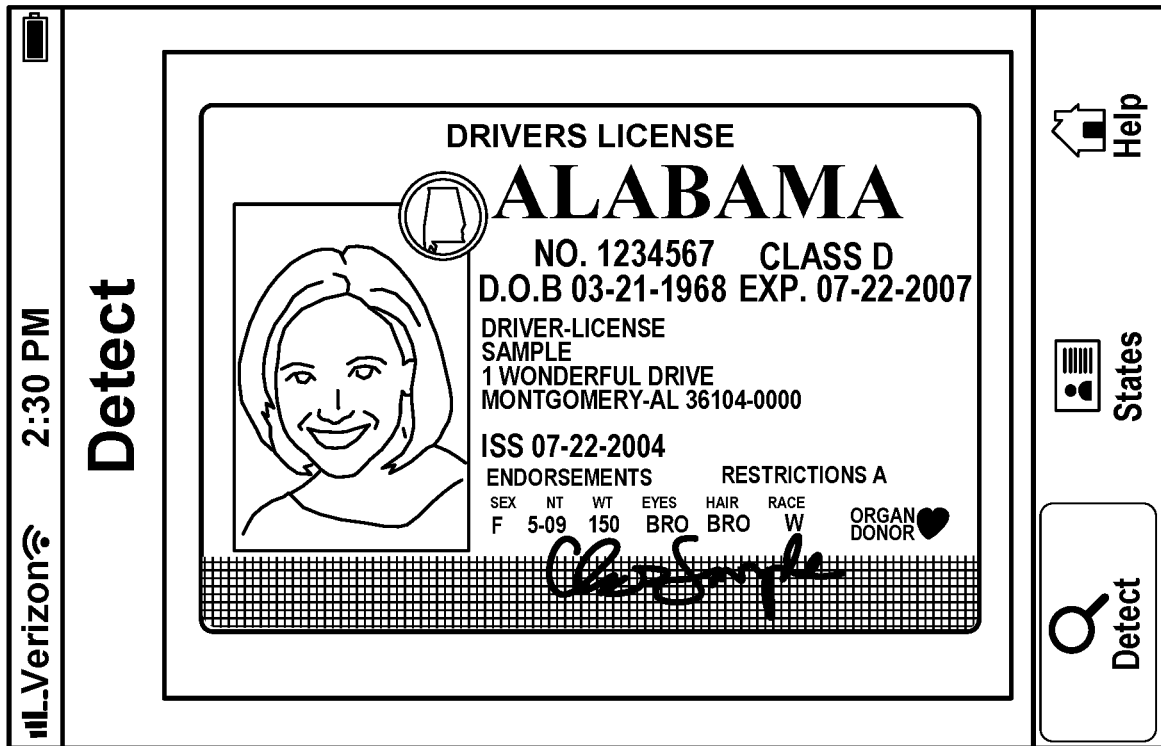 Verizon 2:30 PM
Detect
DRIVERS LICENSE
ALABAMA
NO. 1234567 CLASS D
D.O.B 03-21-1968 EXP. 07-22-2007
DRIVER-LICENSE
SAMPLE
1 WONDERFUL DRIVE
MONTGOMERY-AL 36104-0000
ISS 07-22-2004
ENDORSEMENTS RESTRICTIONS A
SEX NT WT EYES HAIR RACE
F 5-09 150 BRO BRO W
ORGAN
DONOR
Detect States Help